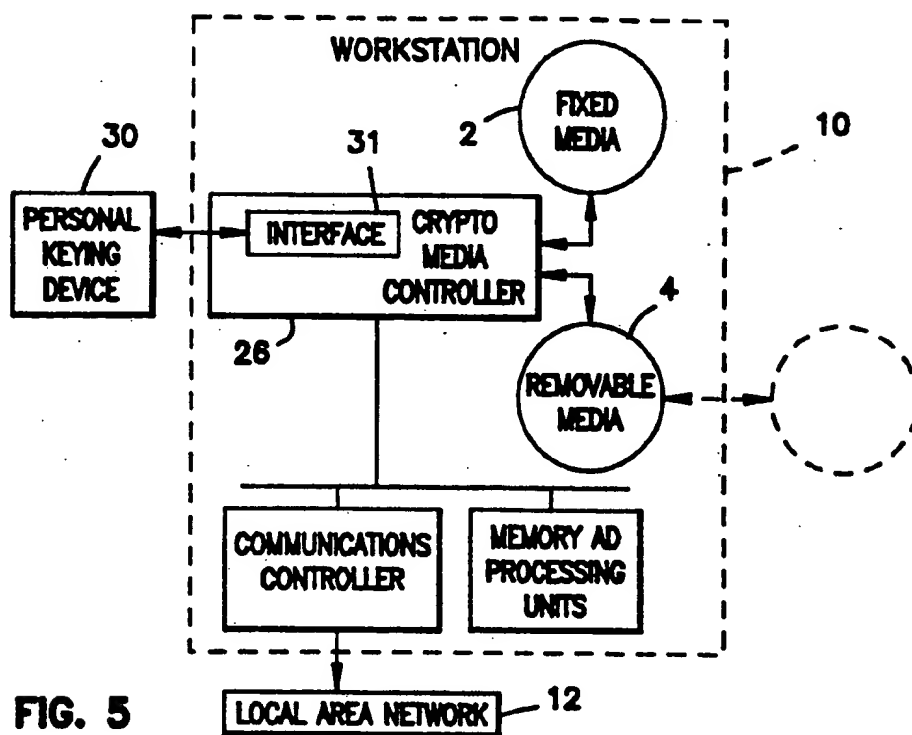 WORKSTATION
FIXED
MEDIA
2
10
30
31
PERSONAL
KEYING
DEVICE
INTERFACE
CRYPTO
MEDIA
CONTROLLER
26
4
REMOVABLE
MEDIA
COMMUNICATIONS
CONTROLLER
MEMORY AD
PROCESSING
UNITS
FIG. 5
LOCAL AREA NETWORK
12